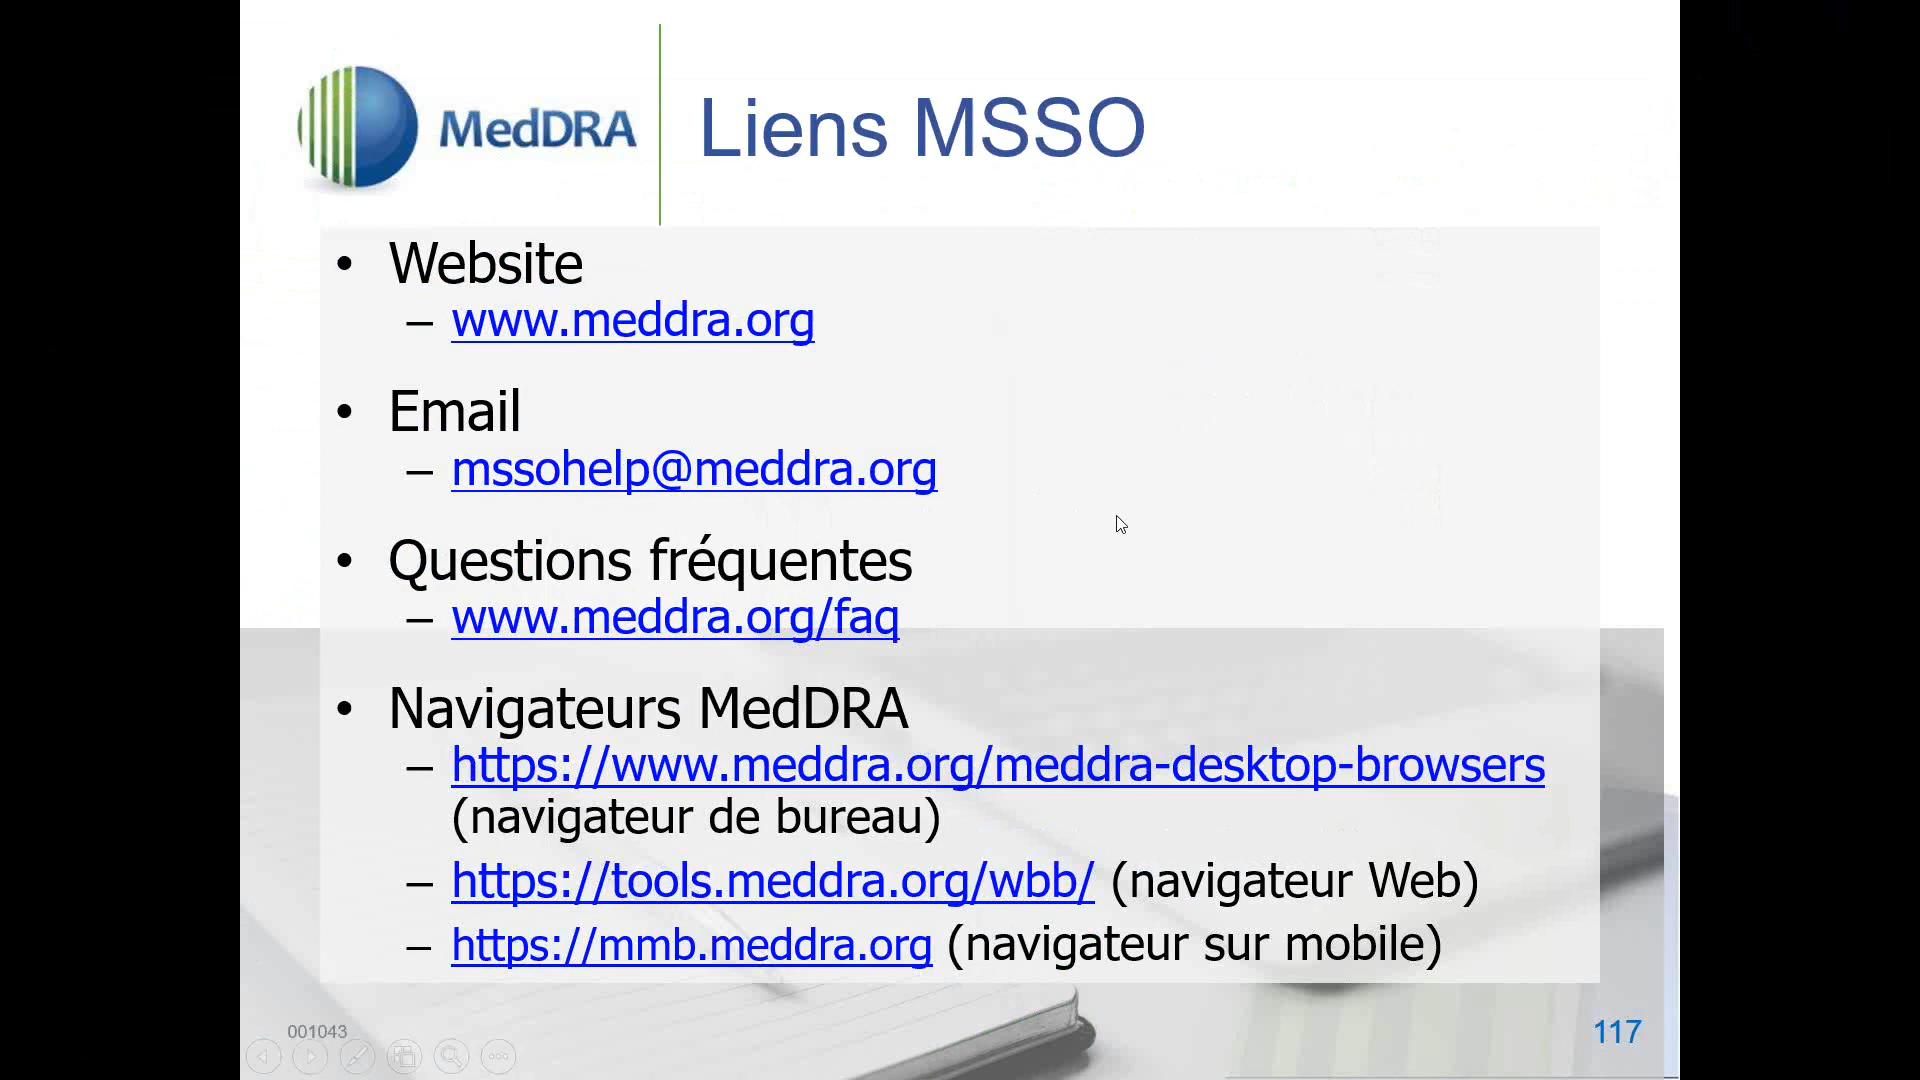 MedDRA
Liens MSSO
• Website
– www.meddra.org
• Email
– mssohelp@meddra.org
• Questions fréquentes
– www.meddra.org/faq
• Navigateurs MedDRA
– https://www.meddra.org/meddra-desktop-browsers
(navigateur de bureau)
– https://tools.meddra.org/wbb/ (navigateur Web)
– https://mmb.meddra.org (navigateur sur mobile)
001043
117